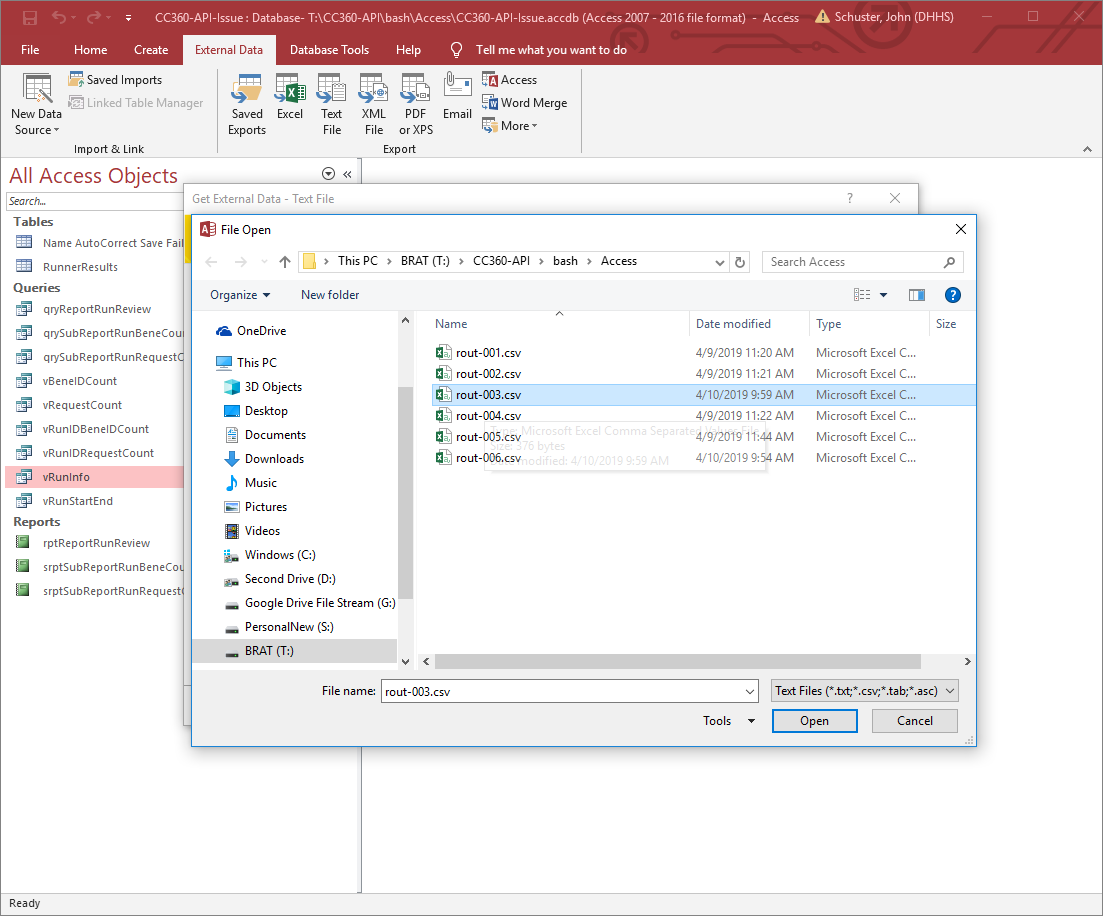 CC360-API-Issue : Database- T:\CC360-API\bash\Access\CC360-API-Issue.accdb (Access 2007 - 2016 file format) - Access
Schuster, John (DHHS)
File Home Create External Data Database Tools Help Tell me what you want to do
New Data Source
Saved Imports
Linked Table Manager
Import & Link
Saved Exports
Excel
Text File
XML File
PDF or XPS
Email
Access
Word Merge
More
Export
All Access Objects
Search...
Tables
Name AutoCorrect Save Fail
RunnerResults
Queries
qryReportRunReview
qrySubReportRunBeneCou
qrySubReportRunRequestC
vBeneIDCount
vRequestCount
vRunIDBeneIDCount
vRunIDRequestCount
vRunInfo
vRunStartEnd
Reports
rptReportRunReview
srptSubReportRunBeneCou
srptSubReportRunRequest
Get External Data - Text File
?
File Open
This PC > BRAT (T:) > CC360-API > bash > Access
Search Access
Organize
New folder
?
OneDrive
This PC
3D Objects
Desktop
Documents
Downloads
Music
Pictures
Videos
Windows (C:)
Second Drive (D:)
Google Drive File Stream (G:)
PersonalNew (S:)
BRAT (T:)
Name Date modified Type Size
rout-001.csv 4/9/2019 11:20 AM Microsoft Excel C...
rout-002.csv 4/9/2019 11:21 AM Microsoft Excel C...
rout-003.csv 4/10/2019 9:59 AM Microsoft Excel C...
rout-004.csv 4/9/2019 11:22 AM Microsoft Excel C...
Type: Microsoft Excel Comma Separated Values File
rout-005.csv 4/9/2019 11:44 AM Microsoft Excel C...
Size: 376 bytes
rout-006.csv 4/10/2019 9:54 AM Microsoft Excel C...
Date modified: 4/10/2019 9:59 AM
File name: rout-003.csv
Text Files (*.txt;*.csv;*.tab;*.asc)
Tools
Open
Cancel
Ready